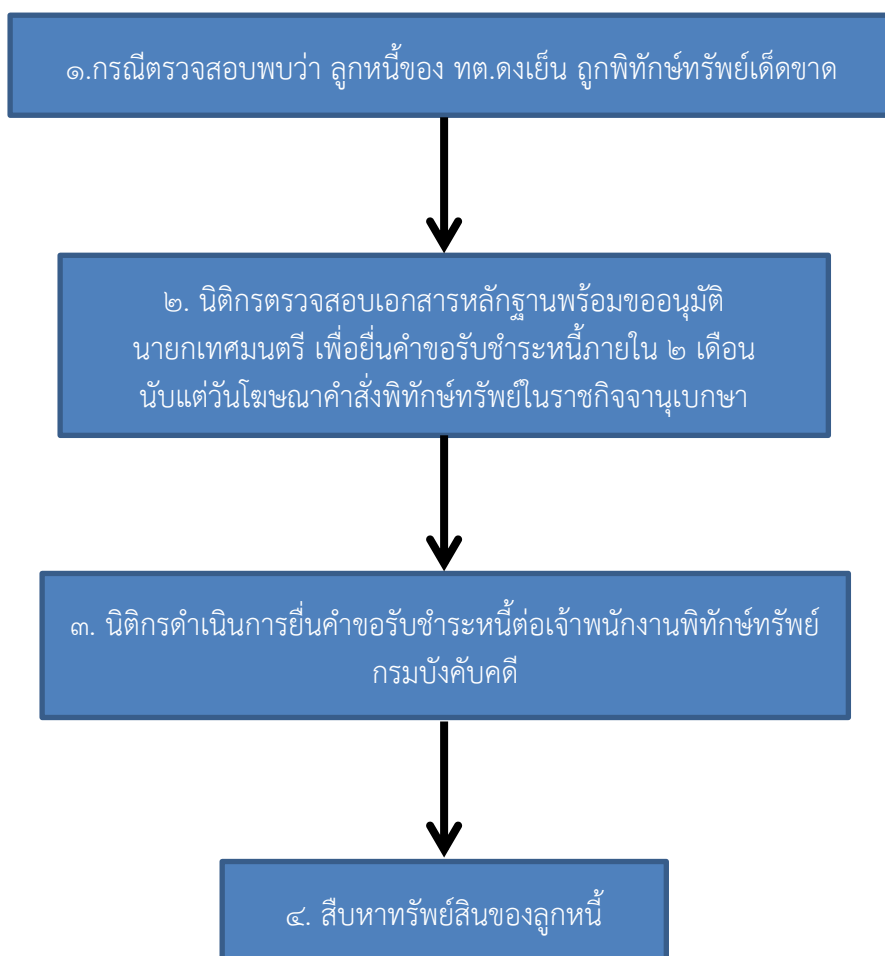 ๑.กรณีตรวจสอบพบว่า ลูกหนี้ของ ทต.ดงเย็น ถูกพิทักษ์ทรัพย์เด็ดขาด
๒. นิติกรตรวจสอบเอกสารหลักฐานพร้อมขออนุมัติ
นายกเทศมนตรี เพื่อยื่นคำขอรับชำระหนี้ภายใน ๒ เดือน
นับแต่วันโฆษณาคำสั่งพิทักษ์ทรัพย์ในราชกิจจานุเบกษา
๓. นิติกรดำเนินการยื่นคำขอรับชำระหนี้ต่อเจ้าพนักงานพิทักษ์ทรัพย์
กรมบังคับคดี
๔. สืบหาทรัพย์สินของลูกหนี้